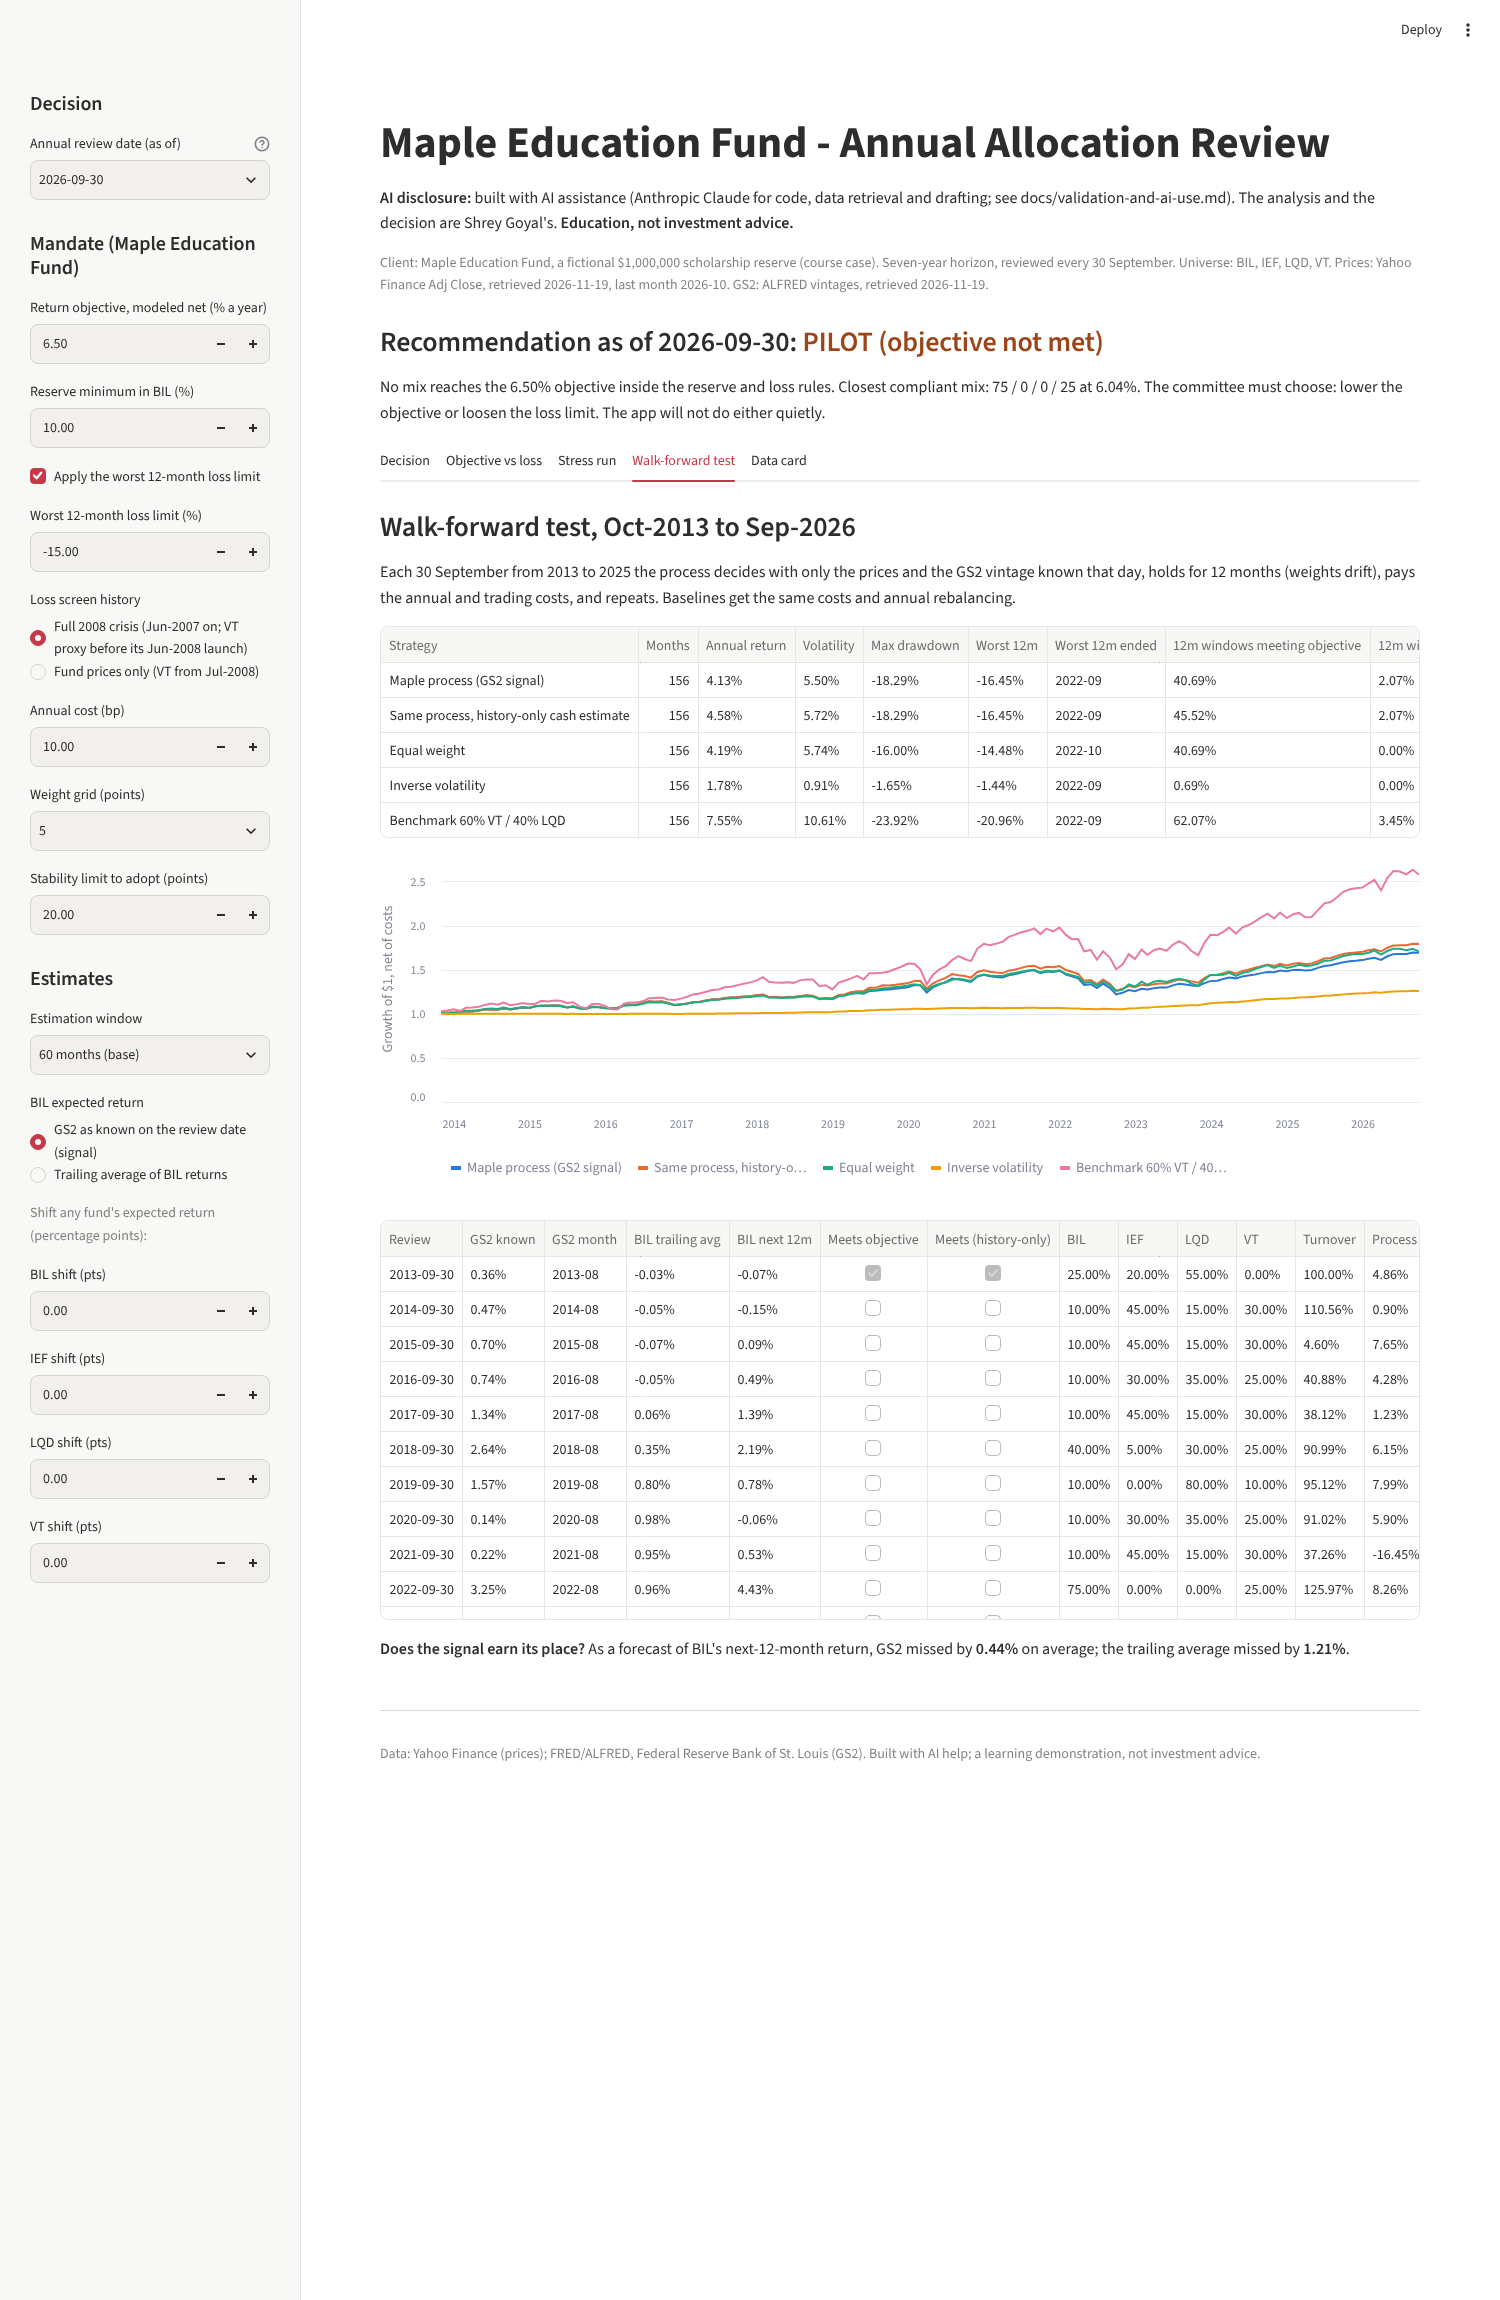 Deploy
Decision
Annual review date (as of)
2026-09-30
Mandate (Maple Education
Fund)
Return objective, modeled net (% a year)
6.50
Reserve minimum in BIL (%)
10.00
Apply the worst 12-month loss limit
Worst 12-month loss limit (%)
-15.00
Loss screen history
Full 2008 crisis (Jun-2007 on; VT
proxy before its Jun-2008 launch)
Fund prices only (VT from Jul-2008)
Annual cost (bp)
10.00
Weight grid (points)
5
Stability limit to adopt (points)
20.00
Estimates
Estimation window
60 months (base)
BIL expected return
GS2 as known on the review date
(signal)
Trailing average of BIL returns
Shift any fund's expected return
(percentage points):
BIL shift (pts)
0.00
IEF shift (pts)
0.00
LQD shift (pts)
0.00
VT shift (pts)
0.00
Maple Education Fund - Annual Allocation Review
AI disclosure: built with AI assistance (Anthropic Claude for code, data retrieval and drafting; see docs/validation-and-ai-use.md). The analysis and the
decision are Shrey Goyal's. Education, not investment advice.
Client: Maple Education Fund, a fictional $1,000,000 scholarship reserve (course case). Seven-year horizon, reviewed every 30 September. Universe: BIL, IEF, LQD, VT. Prices: Yahoo
Finance Adj Close, retrieved 2026-11-19, last month 2026-10. GS2: ALFRED vintages, retrieved 2026-11-19.
Recommendation as of 2026-09-30: PILOT (objective not met)
No mix reaches the 6.50% objective inside the reserve and loss rules. Closest compliant mix: 75 / 0 / 0 / 25 at 6.04%. The committee must choose: lower the
objective or loosen the loss limit. The app will not do either quietly.
Decision Objective vs loss Stress run Walk-forward test Data card
Walk-forward test, Oct-2013 to Sep-2026
Each 30 September from 2013 to 2025 the process decides with only the prices and the GS2 vintage known that day, holds for 12 months (weights drift), pays
the annual and trading costs, and repeats. Baselines get the same costs and annual rebalancing.
Strategy Months Annual return Volatility Max drawdown Worst 12m Worst 12m ended 12m windows meeting objective 12m wi
Maple process (GS2 signal) 156 4.13% 5.50% -18.29% -16.45% 2022-09 40.69% 2.07%
Same process, history-only cash estimate 156 4.58% 5.72% -18.29% -16.45% 2022-09 45.52% 2.07%
Equal weight 156 4.19% 5.74% -16.00% -14.48% 2022-10 40.69% 0.00%
Inverse volatility 156 1.78% 0.91% -1.65% -1.44% 2022-09 0.69% 0.00%
Benchmark 60% VT / 40% LQD 156 7.55% 10.61% -23.92% -20.96% 2022-09 62.07% 3.45%
Growth of $1, net of costs
2.5
2.0
1.5
1.0
0.5
0.0
2014 2015 2016 2017 2018 2019 2020 2021 2022 2023 2024 2025 2026
Maple process (GS2 signal) Same process, history-o… Equal weight Inverse volatility Benchmark 60% VT / 40…
Review GS2 known GS2 month BIL trailing avg BIL next 12m Meets objective Meets (history-only) BIL IEF LQD VT Turnover Process
2013-09-30 0.36% 2013-08 -0.03% -0.07% 25.00% 20.00% 55.00% 0.00% 100.00% 4.86%
2014-09-30 0.47% 2014-08 -0.05% -0.15% 10.00% 45.00% 15.00% 30.00% 110.56% 0.90%
2015-09-30 0.70% 2015-08 -0.07% 0.09% 10.00% 45.00% 15.00% 30.00% 4.60% 7.65%
2016-09-30 0.74% 2016-08 -0.05% 0.49% 10.00% 30.00% 35.00% 25.00% 40.88% 4.28%
2017-09-30 1.34% 2017-08 0.06% 1.39% 10.00% 45.00% 15.00% 30.00% 38.12% 1.23%
2018-09-30 2.64% 2018-08 0.35% 2.19% 40.00% 5.00% 30.00% 25.00% 90.99% 6.15%
2019-09-30 1.57% 2019-08 0.80% 0.78% 10.00% 0.00% 80.00% 10.00% 95.12% 7.99%
2020-09-30 0.14% 2020-08 0.98% -0.06% 10.00% 30.00% 35.00% 25.00% 91.02% 5.90%
2021-09-30 0.22% 2021-08 0.95% 0.53% 10.00% 45.00% 15.00% 30.00% 37.26% -16.45%
2022-09-30 3.25% 2022-08 0.96% 4.43% 75.00% 0.00% 0.00% 25.00% 125.97% 8.26%
Does the signal earn its place? As a forecast of BIL's next-12-month return, GS2 missed by 0.44% on average; the trailing average missed by 1.21%.
Data: Yahoo Finance (prices); FRED/ALFRED, Federal Reserve Bank of St. Louis (GS2). Built with AI help; a learning demonstration, not investment advice.